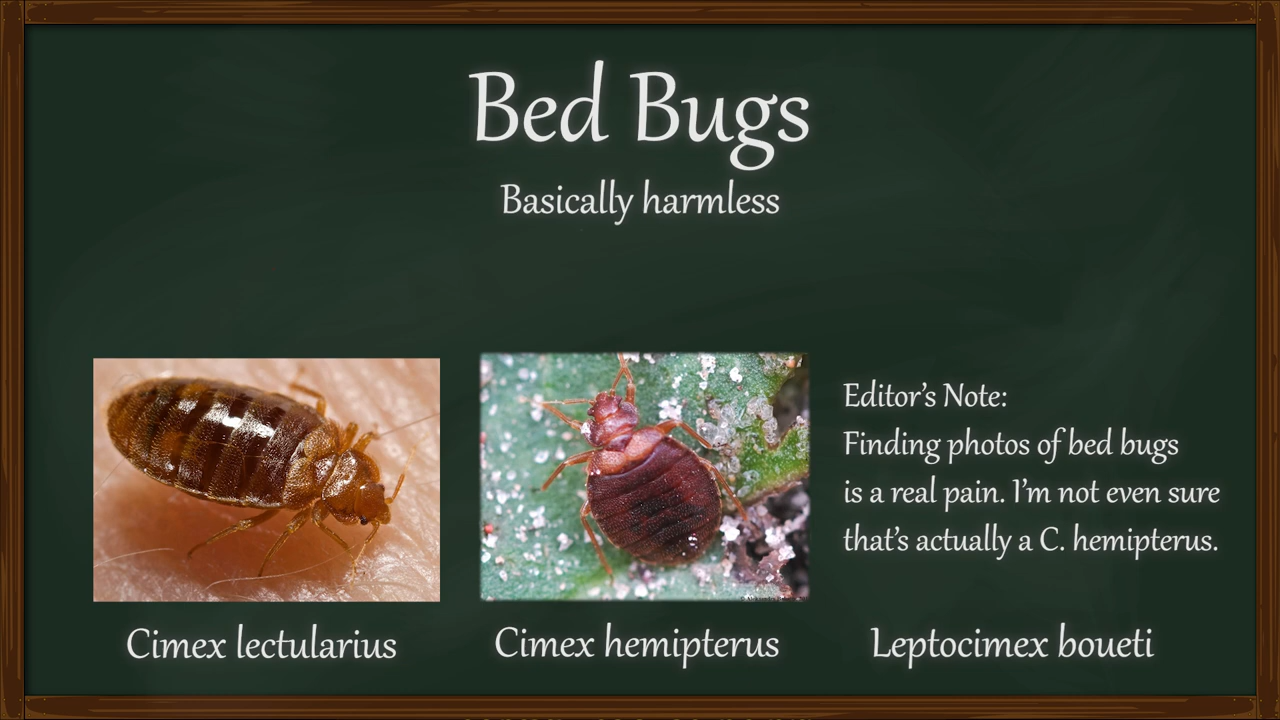 Bed Bugs
Basically harmless
Editor's Note:
Finding photos of bed bugs
is a real pain. I'm not even sure
that's actually a C. hemipterus.
Cimex lectularius
Cimex hemipterus
Leptocimex boueti